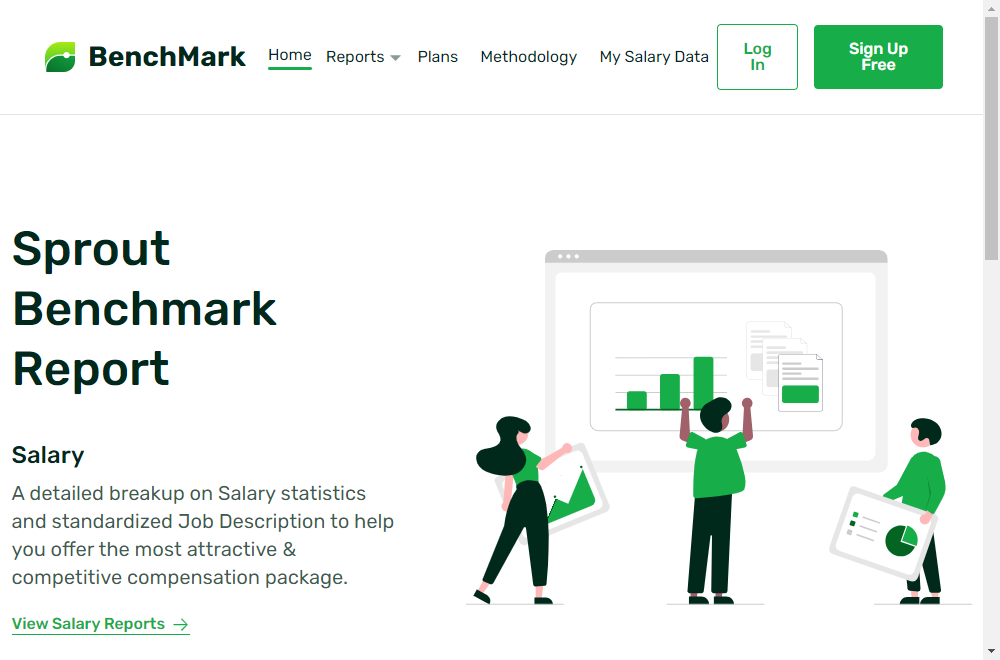 BenchMark
Home
Reports
Plans
Methodology
My Salary Data
Log
In
Sign Up
Free
Sprout
Benchmark
Report
Salary
A detailed breakup on Salary statistics
and standardized Job Description to help
you offer the most attractive &
competitive compensation package.
View Salary Reports